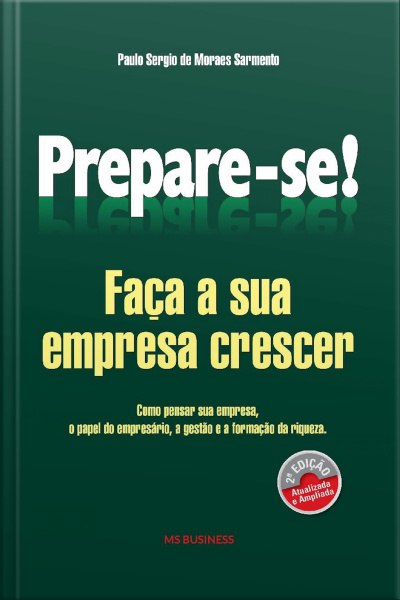 Paulo Sergio de Moraes Sarmento
Prepare-se!
Faça a sua
empresa crescer
Como pensar sua empresa,
o papel do empresário, a gestão e a formação da riqueza.
2ª EDIÇÃO
Atualizada
e Ampliada
MS BUSINESS